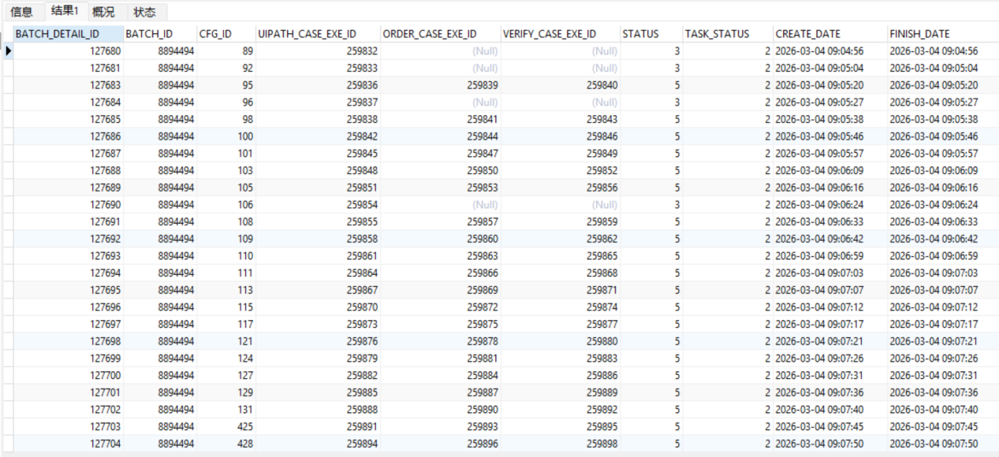 信息 结果1 概况 状态
BATCH_DETAIL_ID BATCH_ID CFG_ID UIPATH_CASE_EXE_ID ORDER_CASE_EXE_ID VERIFY_CASE_EXE_ID STATUS TASK_STATUS CREATE_DATE FINISH_DATE
127680 8894494 89 259832 (Null) (Null) 3 2 2026-03-04 09:04:56 2026-03-04 09:04:56
127681 8894494 92 259833 (Null) (Null) 3 2 2026-03-04 09:05:04 2026-03-04 09:05:04
127683 8894494 95 259836 259839 259840 5 2 2026-03-04 09:05:20 2026-03-04 09:05:20
127684 8894494 96 259837 (Null) (Null) 3 2 2026-03-04 09:05:27 2026-03-04 09:05:27
127685 8894494 98 259838 259841 259843 5 2 2026-03-04 09:05:38 2026-03-04 09:05:38
127686 8894494 100 259842 259844 259846 5 2 2026-03-04 09:05:46 2026-03-04 09:05:46
127687 8894494 101 259845 259847 259849 5 2 2026-03-04 09:05:57 2026-03-04 09:05:57
127688 8894494 103 259848 259850 259852 5 2 2026-03-04 09:06:09 2026-03-04 09:06:09
127689 8894494 105 259851 259853 259856 5 2 2026-03-04 09:06:16 2026-03-04 09:06:16
127690 8894494 106 259854 (Null) (Null) 3 2 2026-03-04 09:06:24 2026-03-04 09:06:24
127691 8894494 108 259855 259857 259859 5 2 2026-03-04 09:06:33 2026-03-04 09:06:33
127692 8894494 109 259858 259860 259862 5 2 2026-03-04 09:06:42 2026-03-04 09:06:42
127693 8894494 110 259861 259863 259865 5 2 2026-03-04 09:06:59 2026-03-04 09:06:59
127694 8894494 111 259864 259866 259868 5 2 2026-03-04 09:07:03 2026-03-04 09:07:03
127695 8894494 113 259867 259869 259871 5 2 2026-03-04 09:07:07 2026-03-04 09:07:07
127696 8894494 115 259870 259872 259874 5 2 2026-03-04 09:07:12 2026-03-04 09:07:12
127697 8894494 117 259873 259875 259877 5 2 2026-03-04 09:07:17 2026-03-04 09:07:17
127698 8894494 121 259876 259878 259880 5 2 2026-03-04 09:07:21 2026-03-04 09:07:21
127699 8894494 124 259879 259881 259883 5 2 2026-03-04 09:07:26 2026-03-04 09:07:26
127700 8894494 127 259882 259884 259886 5 2 2026-03-04 09:07:31 2026-03-04 09:07:31
127701 8894494 129 259885 259887 259889 5 2 2026-03-04 09:07:36 2026-03-04 09:07:36
127702 8894494 131 259888 259890 259892 5 2 2026-03-04 09:07:40 2026-03-04 09:07:40
127703 8894494 425 259891 259893 259895 5 2 2026-03-04 09:07:45 2026-03-04 09:07:45
127704 8894494 428 259894 259896 259898 5 2 2026-03-04 09:07:50 2026-03-04 09:07:50